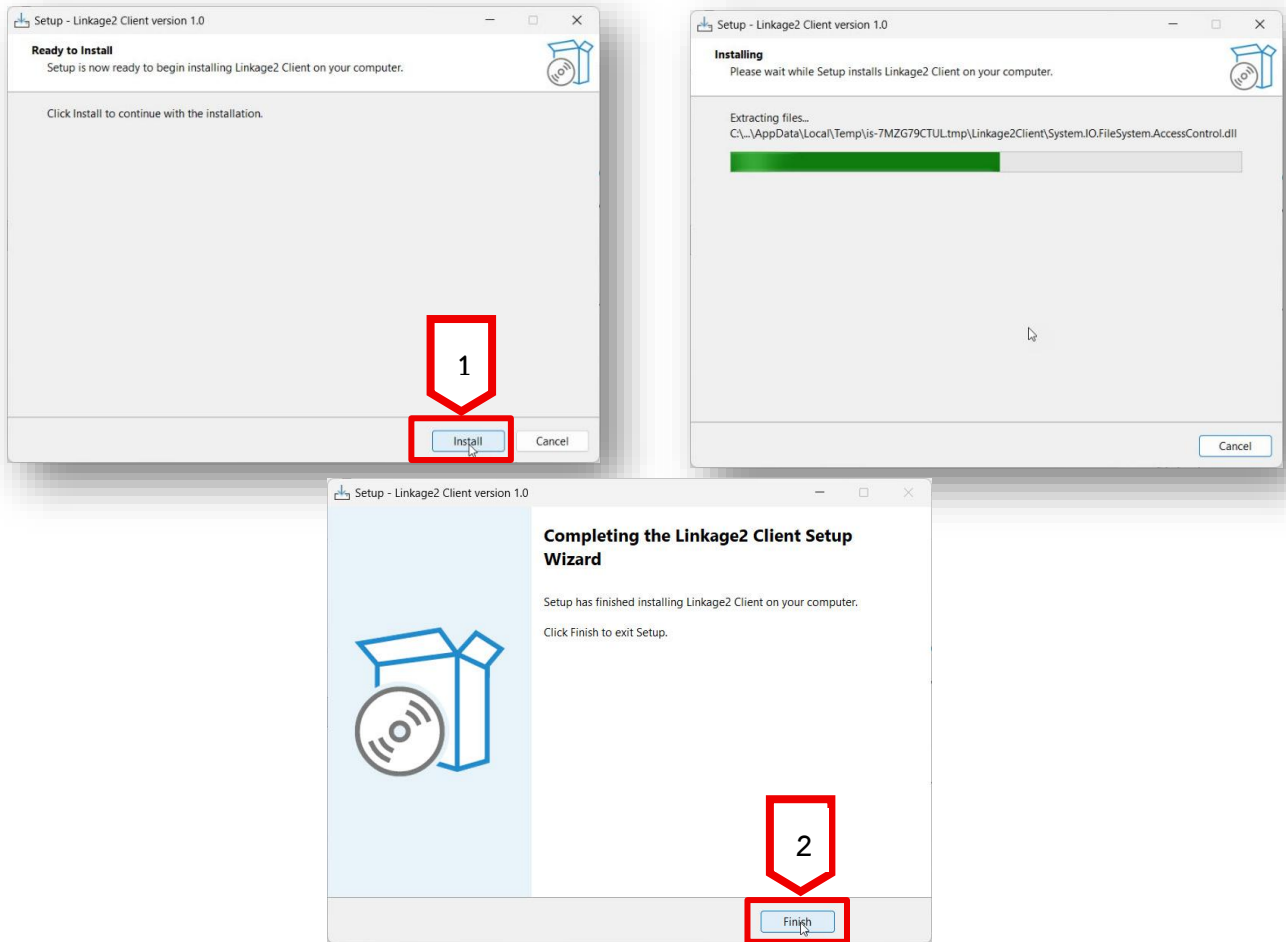 Setup - Linkage2 Client version 1.0
Ready to Install
Setup is now ready to begin installing Linkage2 Client on your computer.
Click Install to continue with the installation.
1
Install
Cancel
Setup - Linkage2 Client version 1.0
Installing
Please wait while Setup installs Linkage2 Client on your computer.
Extracting files...
C:\...\AppData\Local\Temp\is-7MZG79CTUL.tmp\Linkage2Client\System.IO.FileSystem.AccessControl.dll
Cancel
Setup - Linkage2 Client version 1.0
Completing the Linkage2 Client Setup
Wizard
Setup has finished installing Linkage2 Client on your computer.
Click Finish to exit Setup.
2
Finish